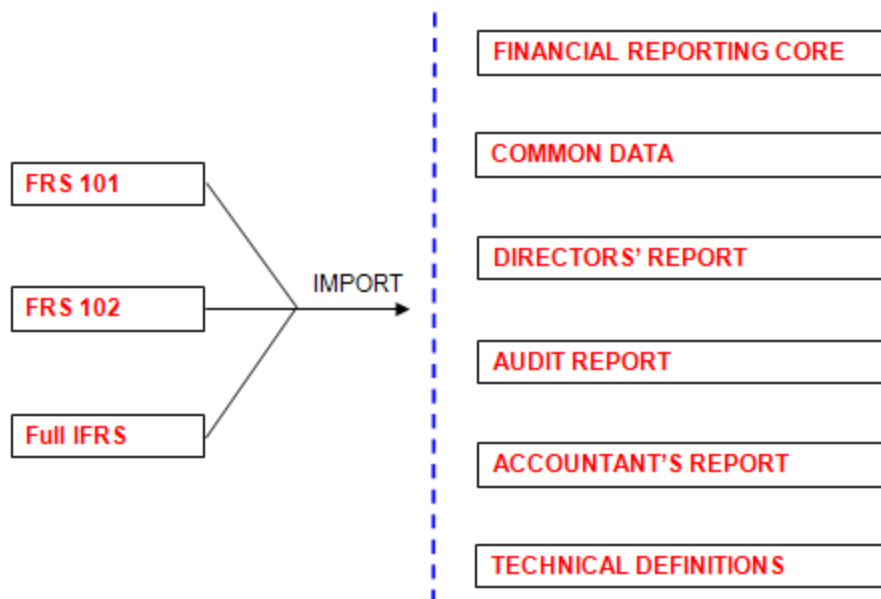 FINANCIAL REPORTING CORE
COMMON DATA
FRS 101
DIRECTORS’ REPORT
IMPORT
FRS 102
AUDIT REPORT
Full IFRS
ACCOUNTANT’S REPORT
TECHNICAL DEFINITIONS